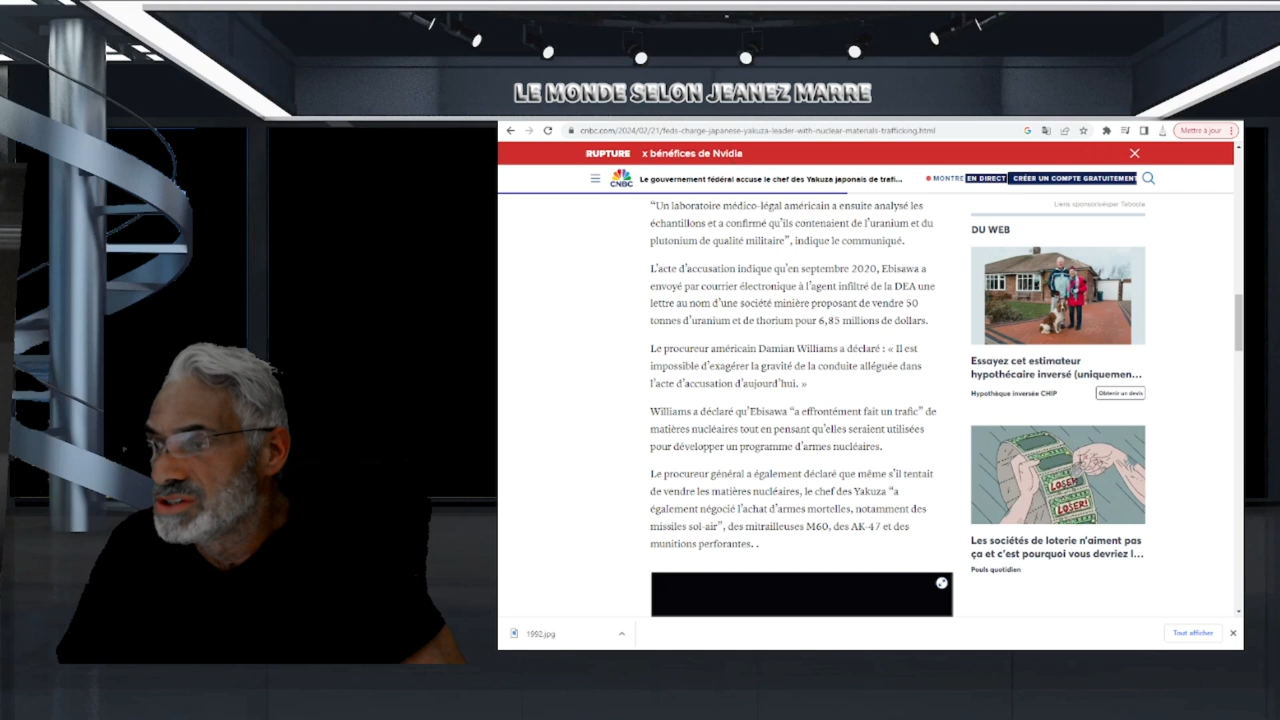 LE MONDE SELON JEANEZ MARRE
cnbc.com/2024/02/21/feds-charge-japanese-yakuza-leader-with-nuclear-materials-trafficking.html
Mettre à jour
RUPTURE x bénéfices de Nvidia
CNBC
Le gouvernement fédéral accuse le chef des Yakuza japonais de trafi...
MONTRE EN DIRECT
CRÉER UN COMPTE GRATUITEMENT
“Un laboratoire médico-légal américain a ensuite analysé les
échantillons et a confirmé qu’ils contenaient de l’uranium et du
plutonium de qualité militaire”, indique le communiqué.
L’acte d’accusation indique qu’en septembre 2020, Ebisawa a
envoyé par courrier électronique à l’agent infiltré de la DEA une
lettre au nom d’une société minière proposant de vendre 50
tonnes d’uranium et de thorium pour 6,85 millions de dollars.
Le procureur américain Damian Williams a déclaré : « Il est
impossible d’exagérer la gravité de la conduite alléguée dans
l’acte d’accusation d’aujourd’hui. »
Williams a déclaré qu’Ebisawa “a effrontément fait un trafic” de
matières nucléaires tout en pensant qu’elles seraient utilisées
pour développer un programme d’armes nucléaires.
Le procureur général a également déclaré que même s’il tentait
de vendre les matières nucléaires, le chef des Yakuza “a
également négocié l’achat d’armes mortelles, notamment des
missiles sol-air”, des mitrailleuses M60, des AK-47 et des
munitions perforantes. .
Liens sponsorisés par Taboola
DU WEB
Essayez cet estimateur
hypothécaire inversé (uniquemen...
Hypothèque inversée CHIP
Obtenir un devis
LOSER!
LOSER!
Les sociétés de loterie n’aiment pas
ça et c’est pourquoi vous devriez l...
Pouls quotidien
1992.jpg
Tout afficher